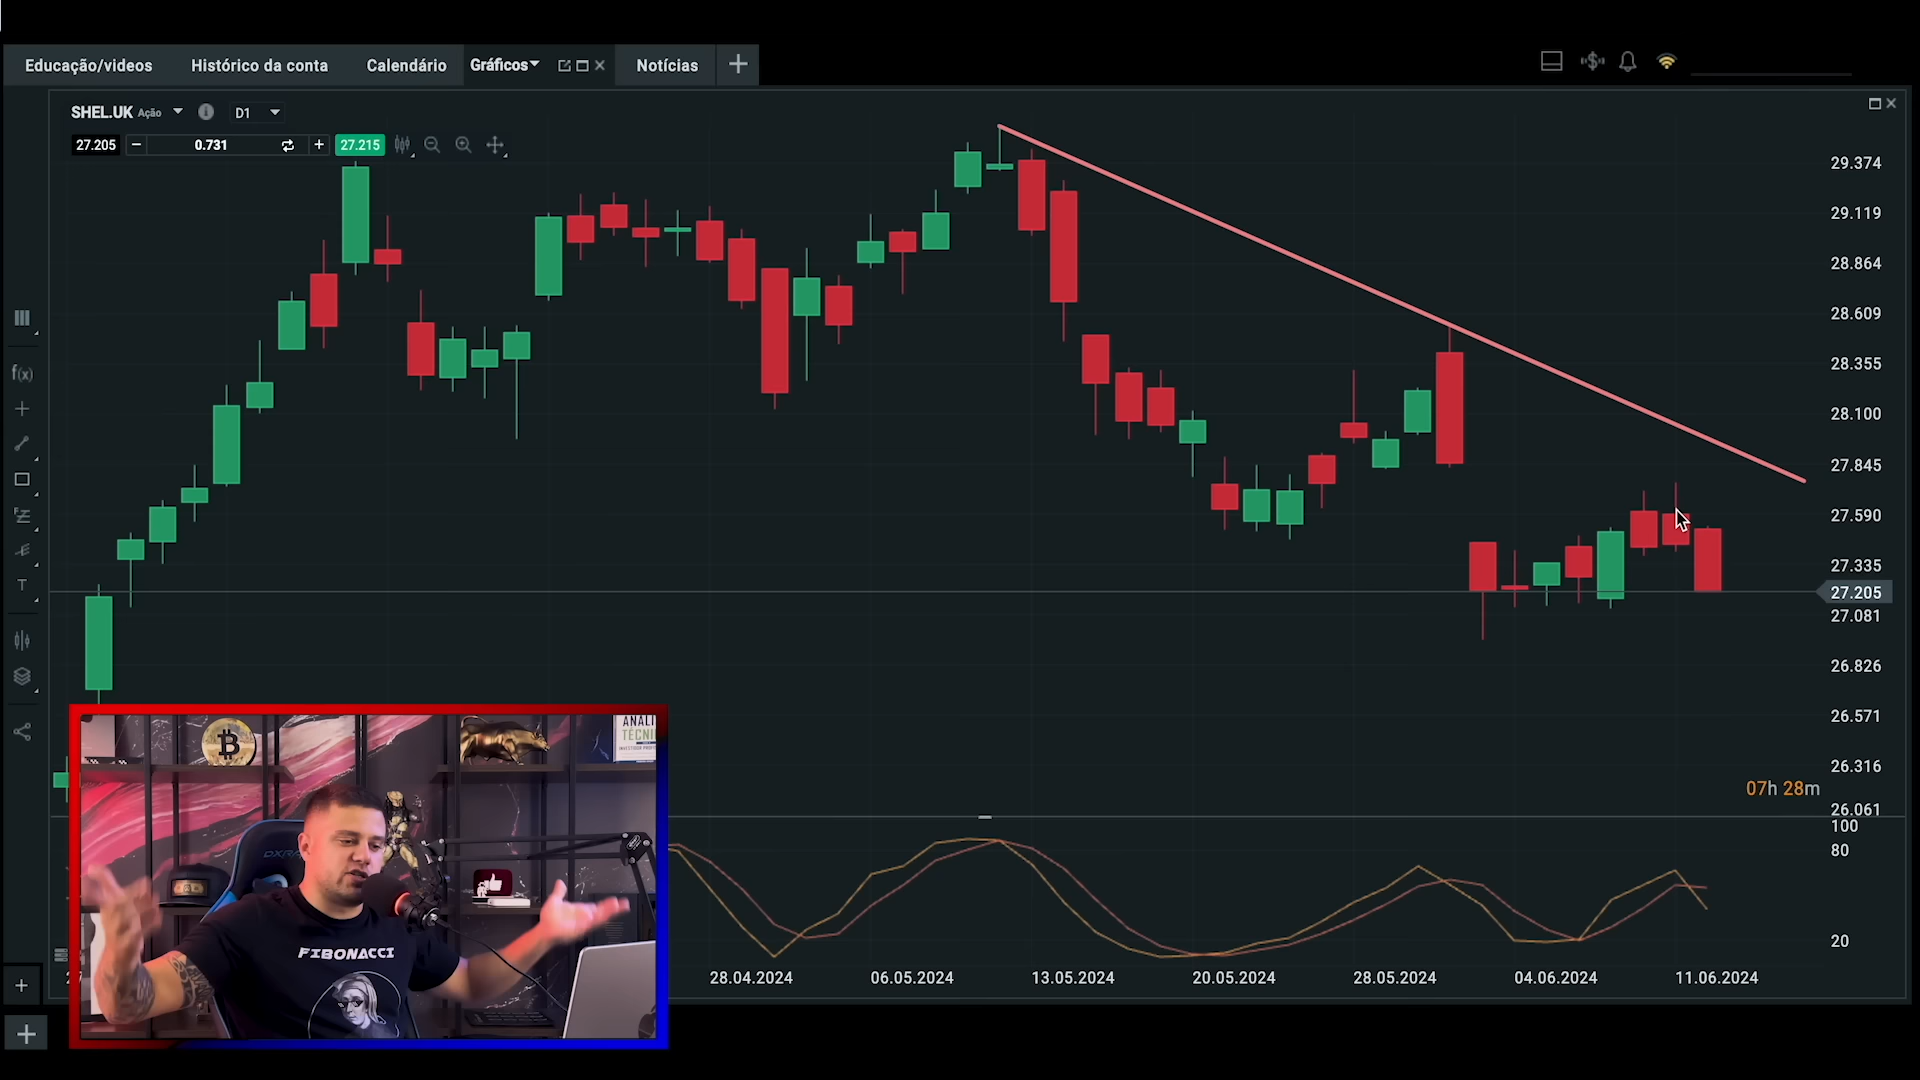 Educação/videos Histórico da conta Calendário Gráficos Notícias
SHEL.UK Ação D1
27.205 0.731 27.215
29.374
29.119
28.864
28.609
28.355
28.100
27.845
27.590
27.335
27.205
27.081
26.826
26.571
26.316
07h 28m
26.061
100
80
20
f(x)
T
28.04.2024 06.05.2024 13.05.2024 20.05.2024 28.05.2024 04.06.2024 11.06.2024
TÉCNI
FIBONACCI